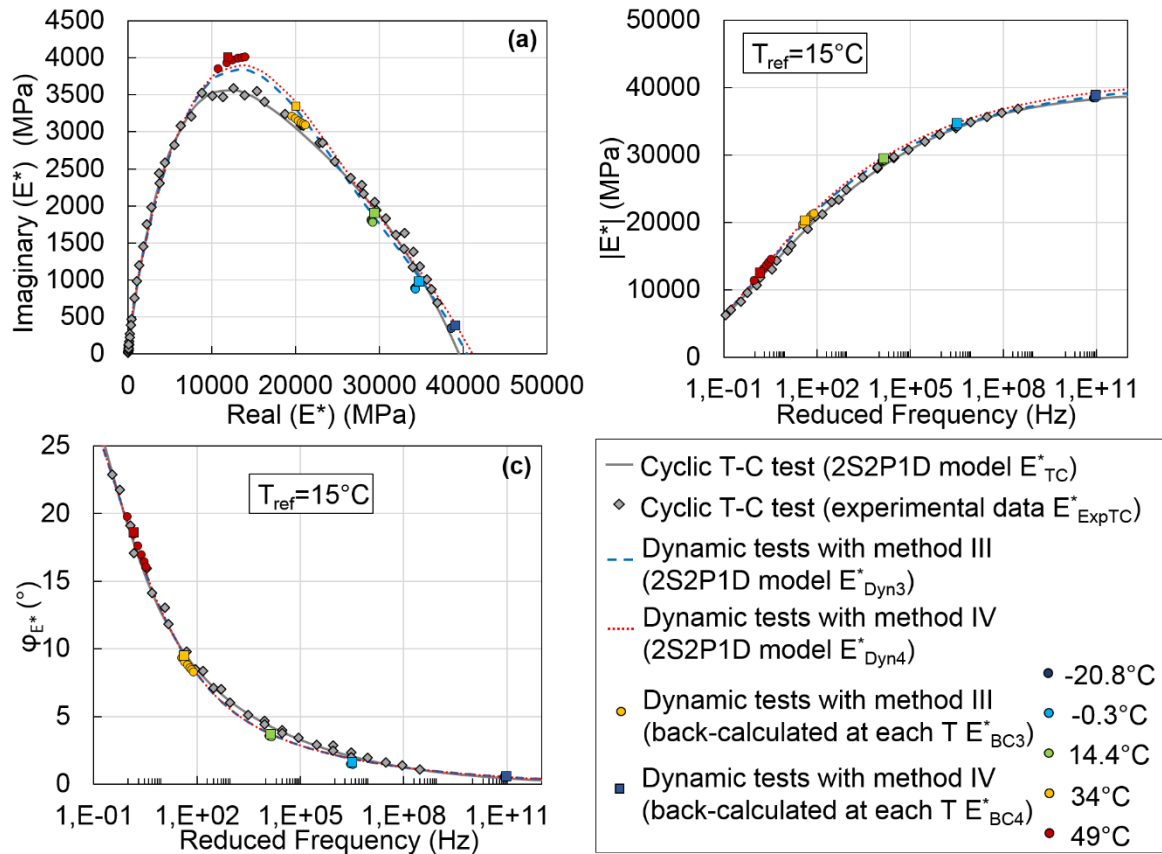 4500
4000
3500
3000
2500
2000
1500
1000
500
0
Imaginary (E*) (MPa)
(a)
0 10000 20000 30000 40000 50000
Real (E*) (MPa)
50000
40000
30000
20000
10000
0
|E*| (MPa)
Tref=15°C
1,E-01 1,E+02 1,E+05 1,E+08 1,E+11
Reduced Frequency (Hz)
25
20
15
10
5
0
φE* (°)
Tref=15°C
(c)
1,E-01 1,E+02 1,E+05 1,E+08 1,E+11
Reduced Frequency (Hz)
Cyclic T-C test (2S2P1D model E*TC)
Cyclic T-C test (experimental data E*ExpTC)
Dynamic tests with method III
(2S2P1D model E*Dyn3)
Dynamic tests with method IV
(2S2P1D model E*Dyn4)
Dynamic tests with method III
(back-calculated at each T E*BC3)
Dynamic tests with method IV
(back-calculated at each T E*BC4)
-20.8°C
-0.3°C
14.4°C
34°C
49°C